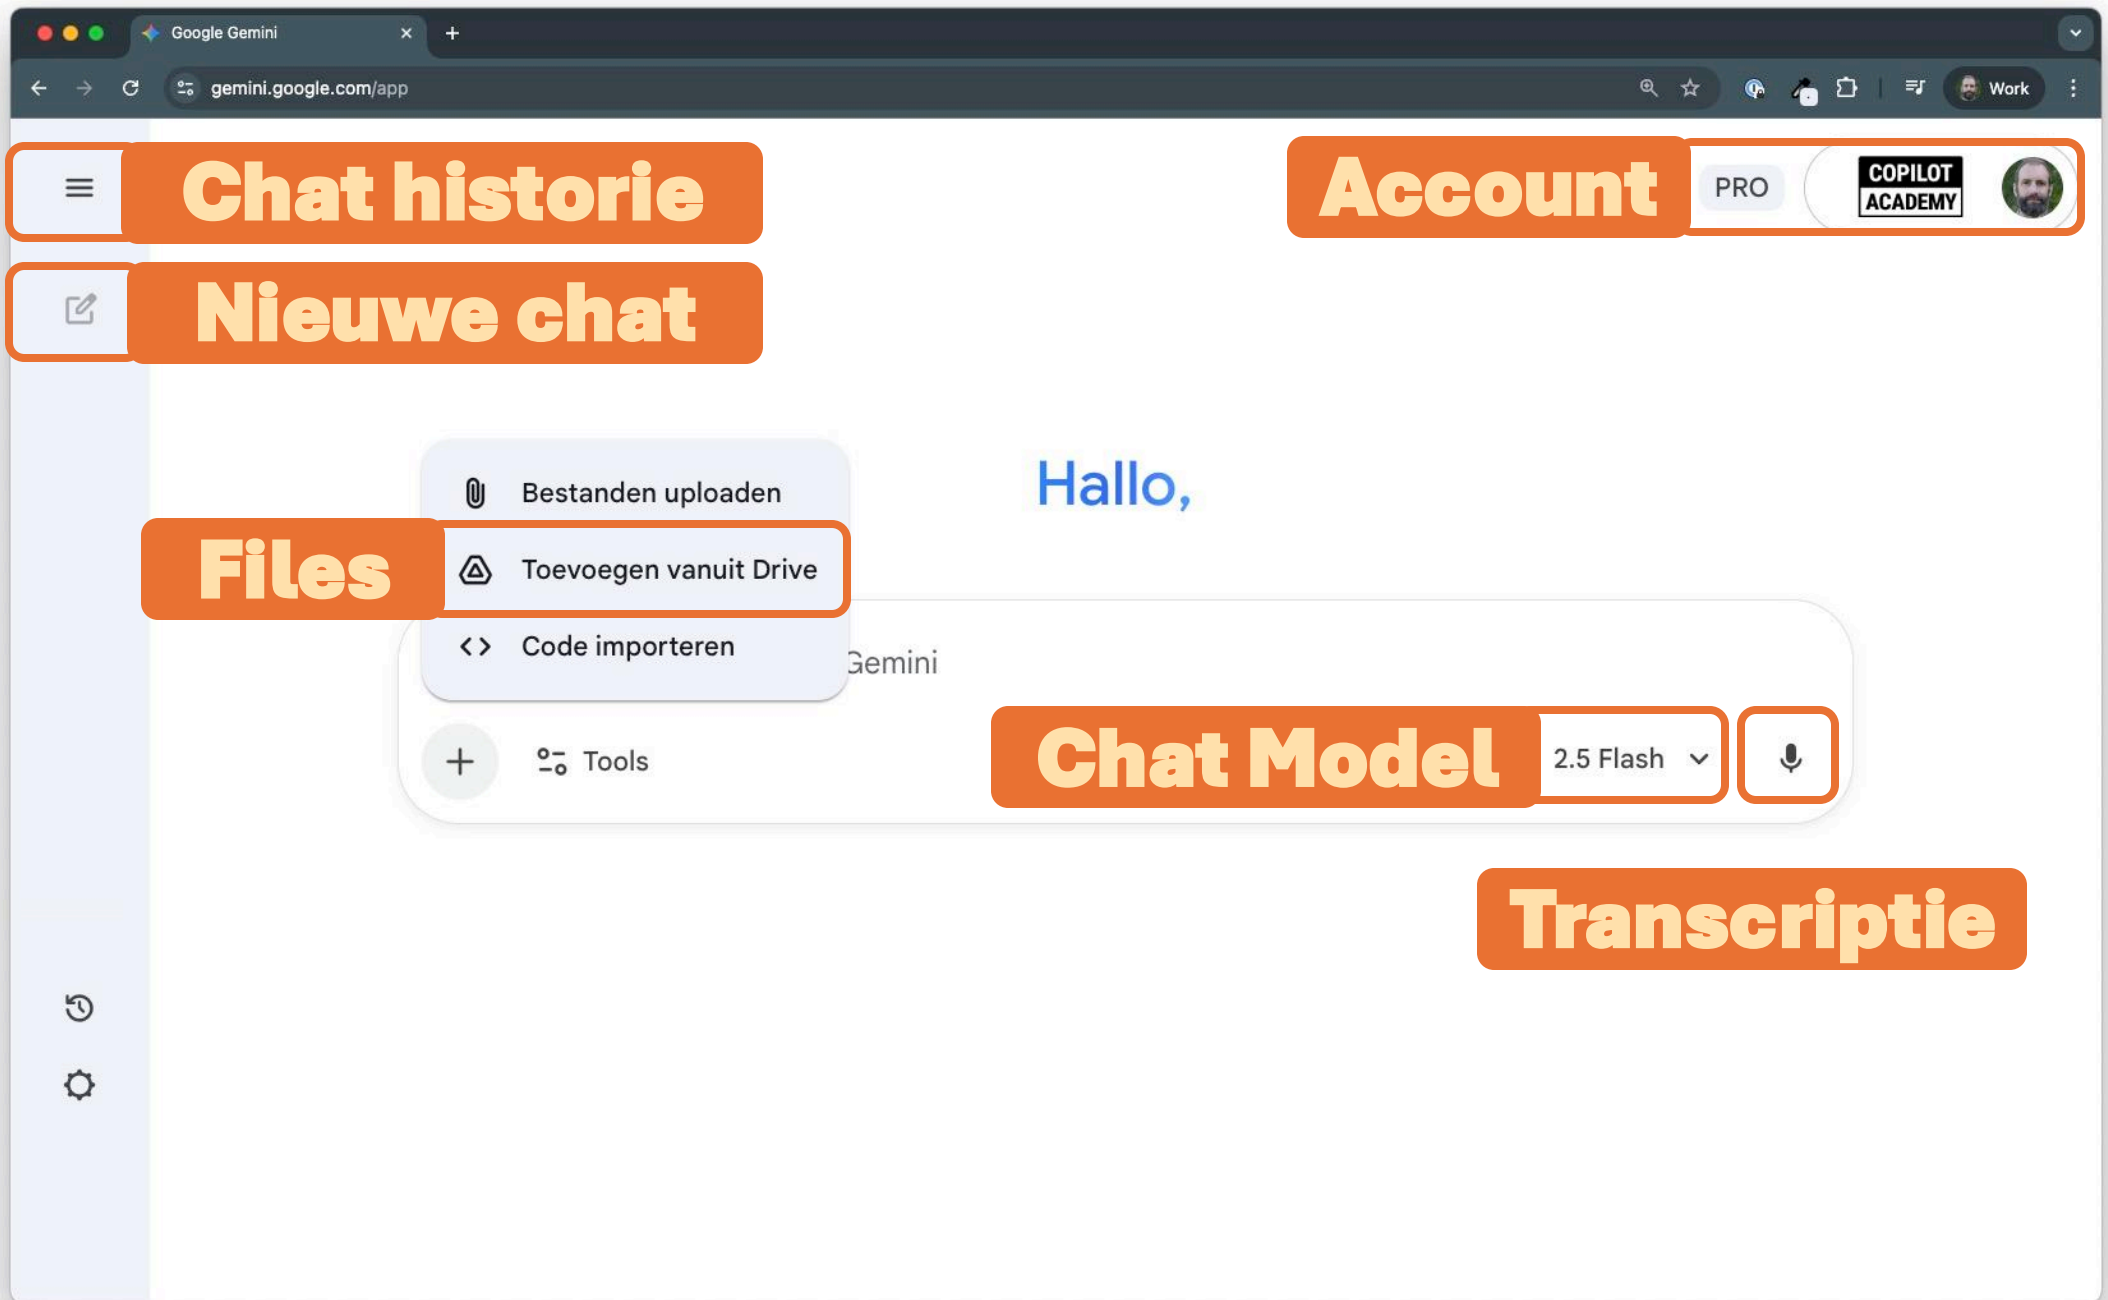 Google Gemini
gemini.google.com/app
Work
Chat historie
Account
PRO
COPILOT
ACADEMY
Nieuwe chat
Hallo,
Bestanden uploaden
Files
Toevoegen vanuit Drive
Code importeren
Gemini
Tools
Chat Model
2.5 Flash
Transcriptie